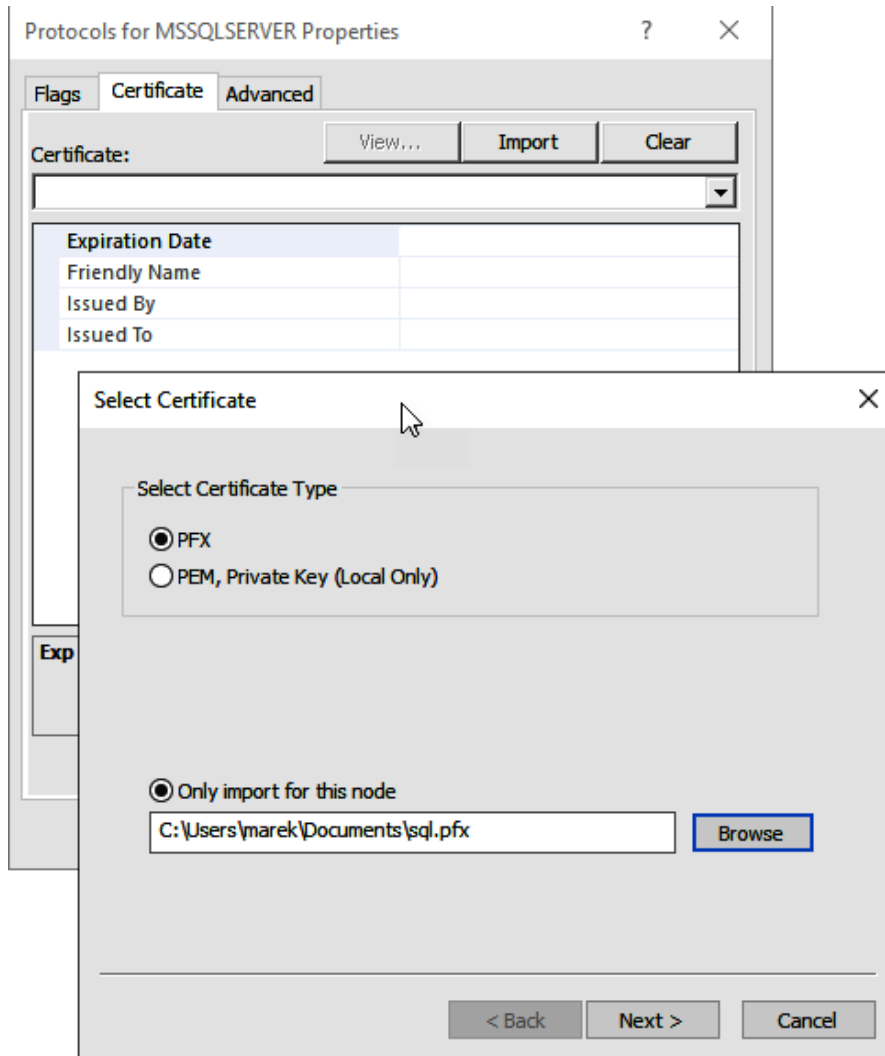 Protocols for MSSQLSERVER Properties ?
Flags Certificate Advanced
Certificate: View... Import Clear
Expiration Date
Friendly Name
Issued By
Issued To
Select Certificate
Select Certificate Type
PFX
PEM, Private Key (Local Only)
Exp
Only import for this node
C:\Users\marek\Documents\sql.pfx Browse
< Back Next > Cancel